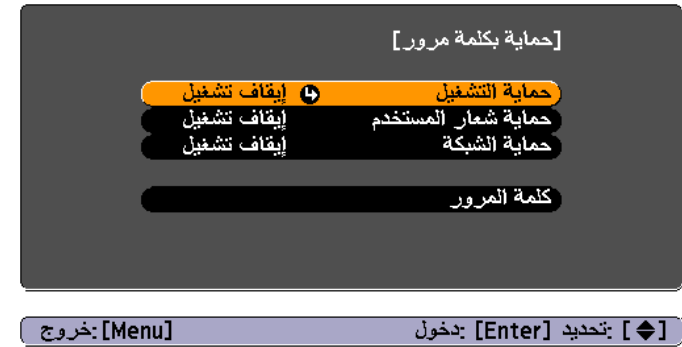 [حماية بكلمة مرور]
حماية التشغيل إيقاف تشغيل
حماية شعار المستخدم إيقاف تشغيل
حماية الشبكة إيقاف تشغيل
كلمة المرور
[◆] :تحديد [Enter] :دخول [Menu] :خروج